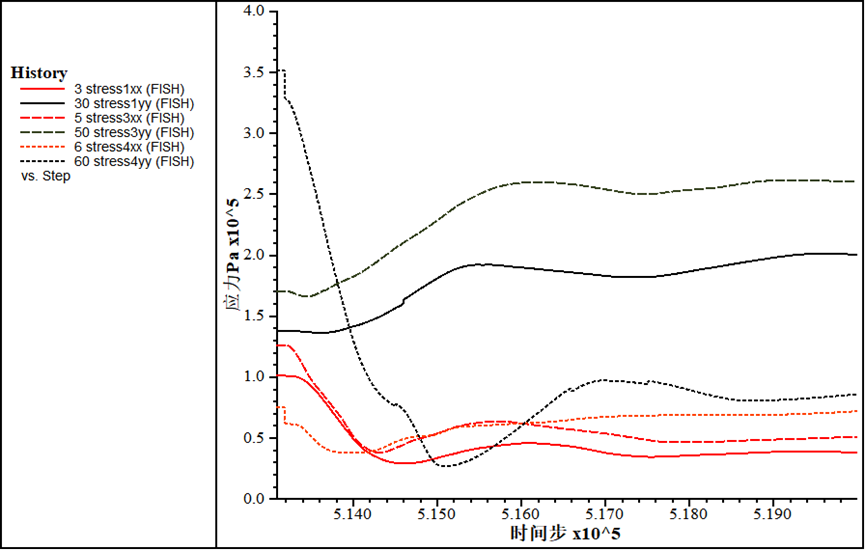 History
3 stress1xx (FISH)
30 stress1yy (FISH)
5 stress3xx (FISH)
50 stress3yy (FISH)
6 stress4xx (FISH)
60 stress4yy (FISH)
vs. Step
应力Pa x10^5
4.0
3.5
3.0
2.5
2.0
1.5
1.0
0.5
0.0
5.140 5.150 5.160 5.170 5.180 5.190
时间步 x10^5